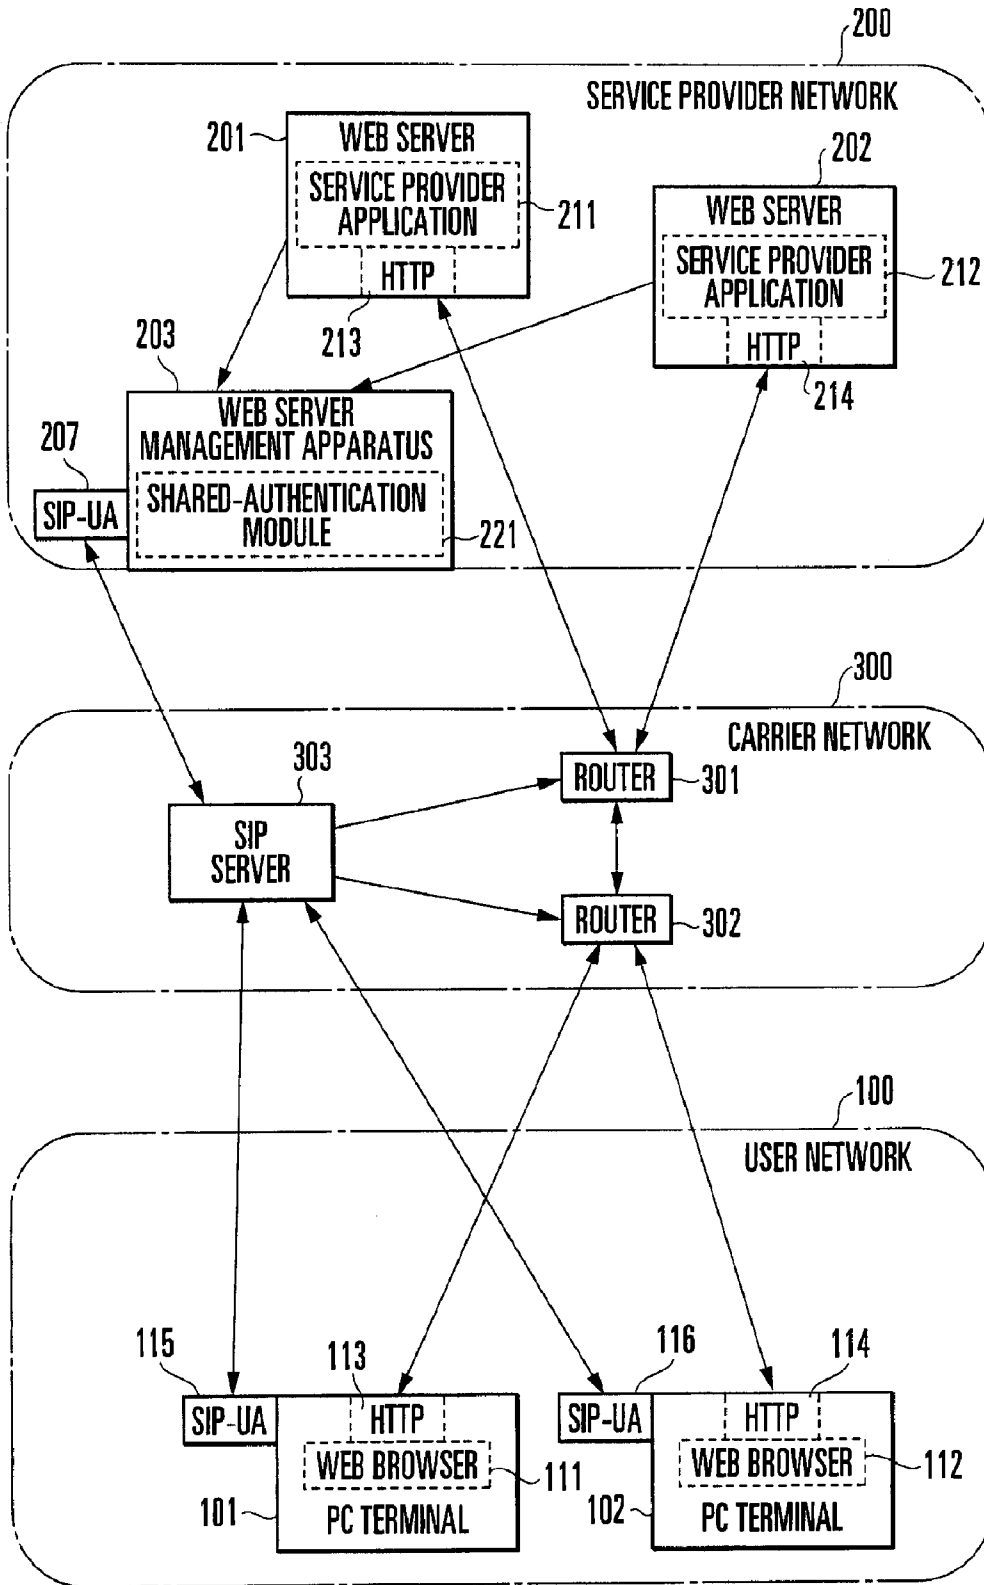 200
SERVICE PROVIDER NETWORK
201
WEB SERVER
SERVICE PROVIDER
APPLICATION
211
HTTP
213
202
WEB SERVER
SERVICE PROVIDER
APPLICATION
212
HTTP
214
203
WEB SERVER
MANAGEMENT APPARATUS
207
SIP-UA
SHARED-AUTHENTICATION
MODULE
221
300
CARRIER NETWORK
303
SIP
SERVER
ROUTER
301
ROUTER
302
100
USER NETWORK
115
SIP-UA
113
HTTP
WEB BROWSER
111
101
PC TERMINAL
116
SIP-UA
114
HTTP
WEB BROWSER
112
102
PC TERMINAL